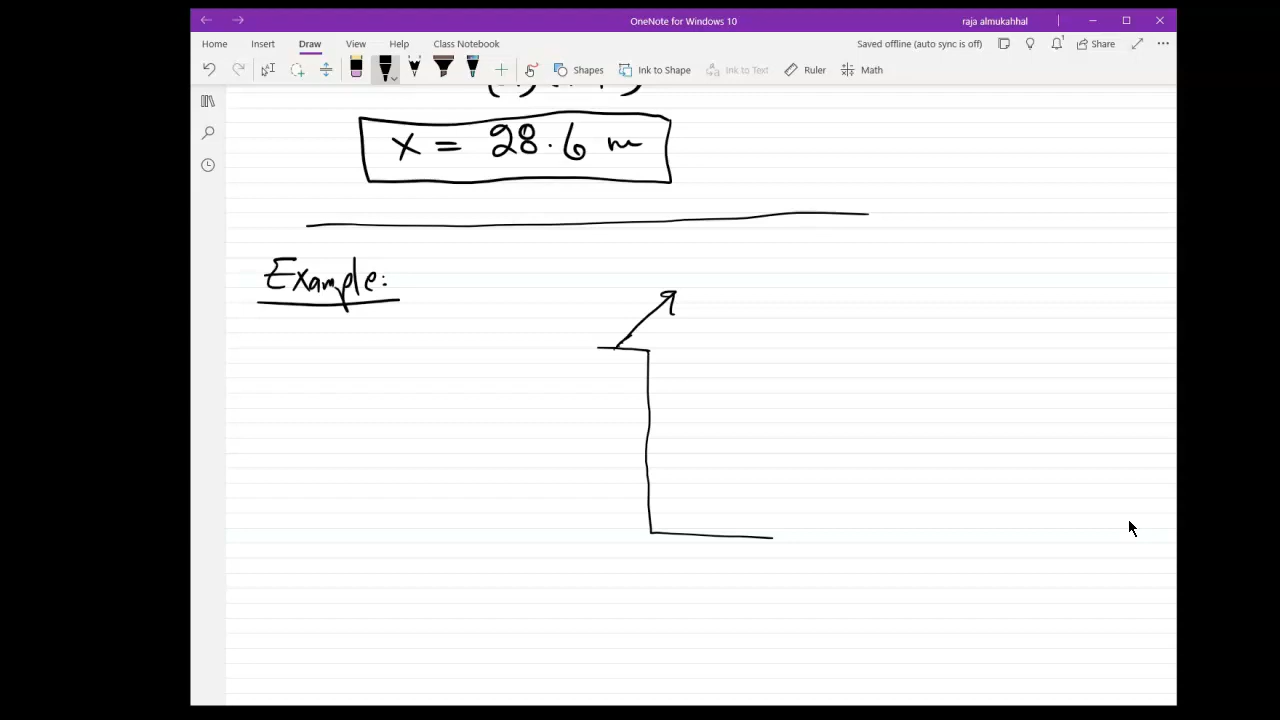 OneNote for Windows 10
raja almukahhal
Home Insert Draw View Help Class Notebook
Saved offline (auto sync is off)
1
Share
Shapes
Ink to Shape
Ink to Text
Ruler
Math
x = 28.6 m
Example: